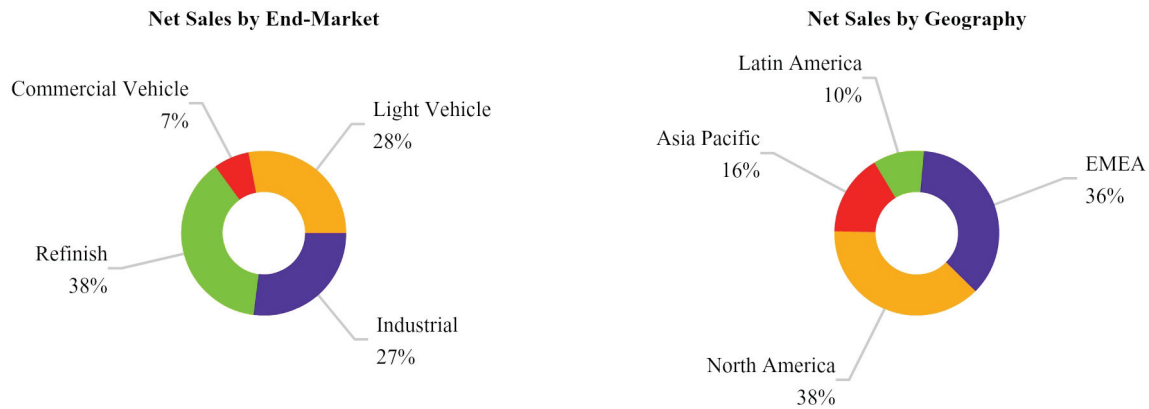 Net Sales by End-Market
Commercial Vehicle
7%
Light Vehicle
28%
Refinish
38%
Industrial
27%
Net Sales by Geography
Latin America
10%
Asia Pacific
16%
EMEA
36%
North America
38%